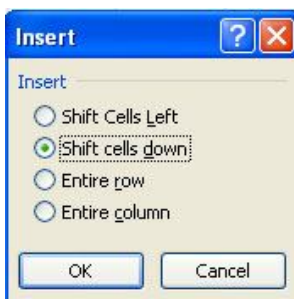 Insert
Insert
Shift Cells Left
Shift cells down
Entire row
Entire column
OK
Cancel